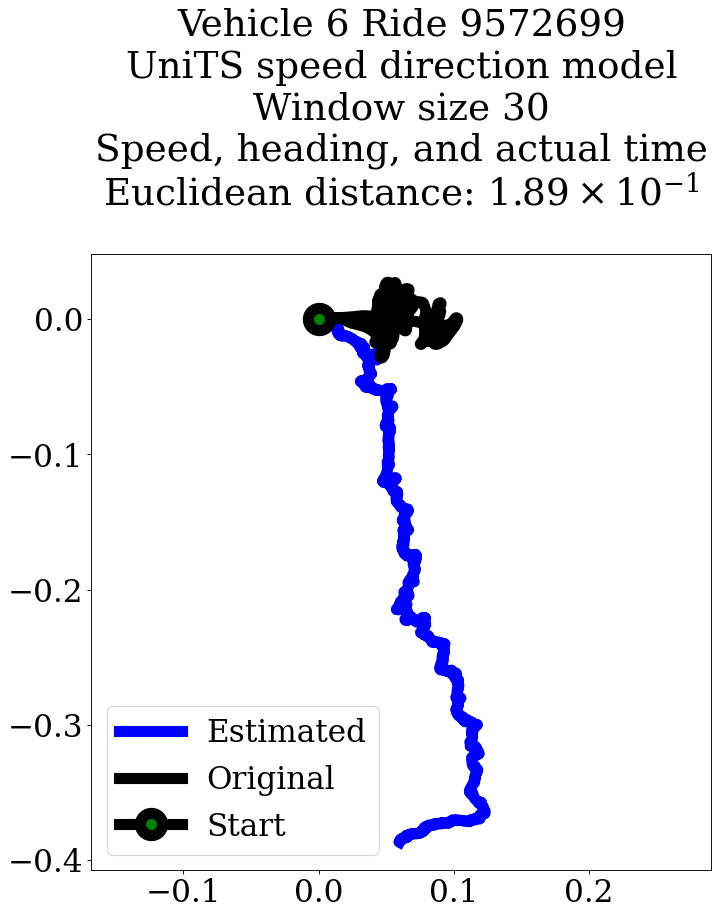 Vehicle 6 Ride 9572699
UniTS speed direction model
Window size 30
Speed, heading, and actual time
Euclidean distance: 1.89 × 10⁻¹
0.0
−0.1
−0.2
−0.3
−0.4
Estimated
Original
Start
−0.1 0.0 0.1 0.2